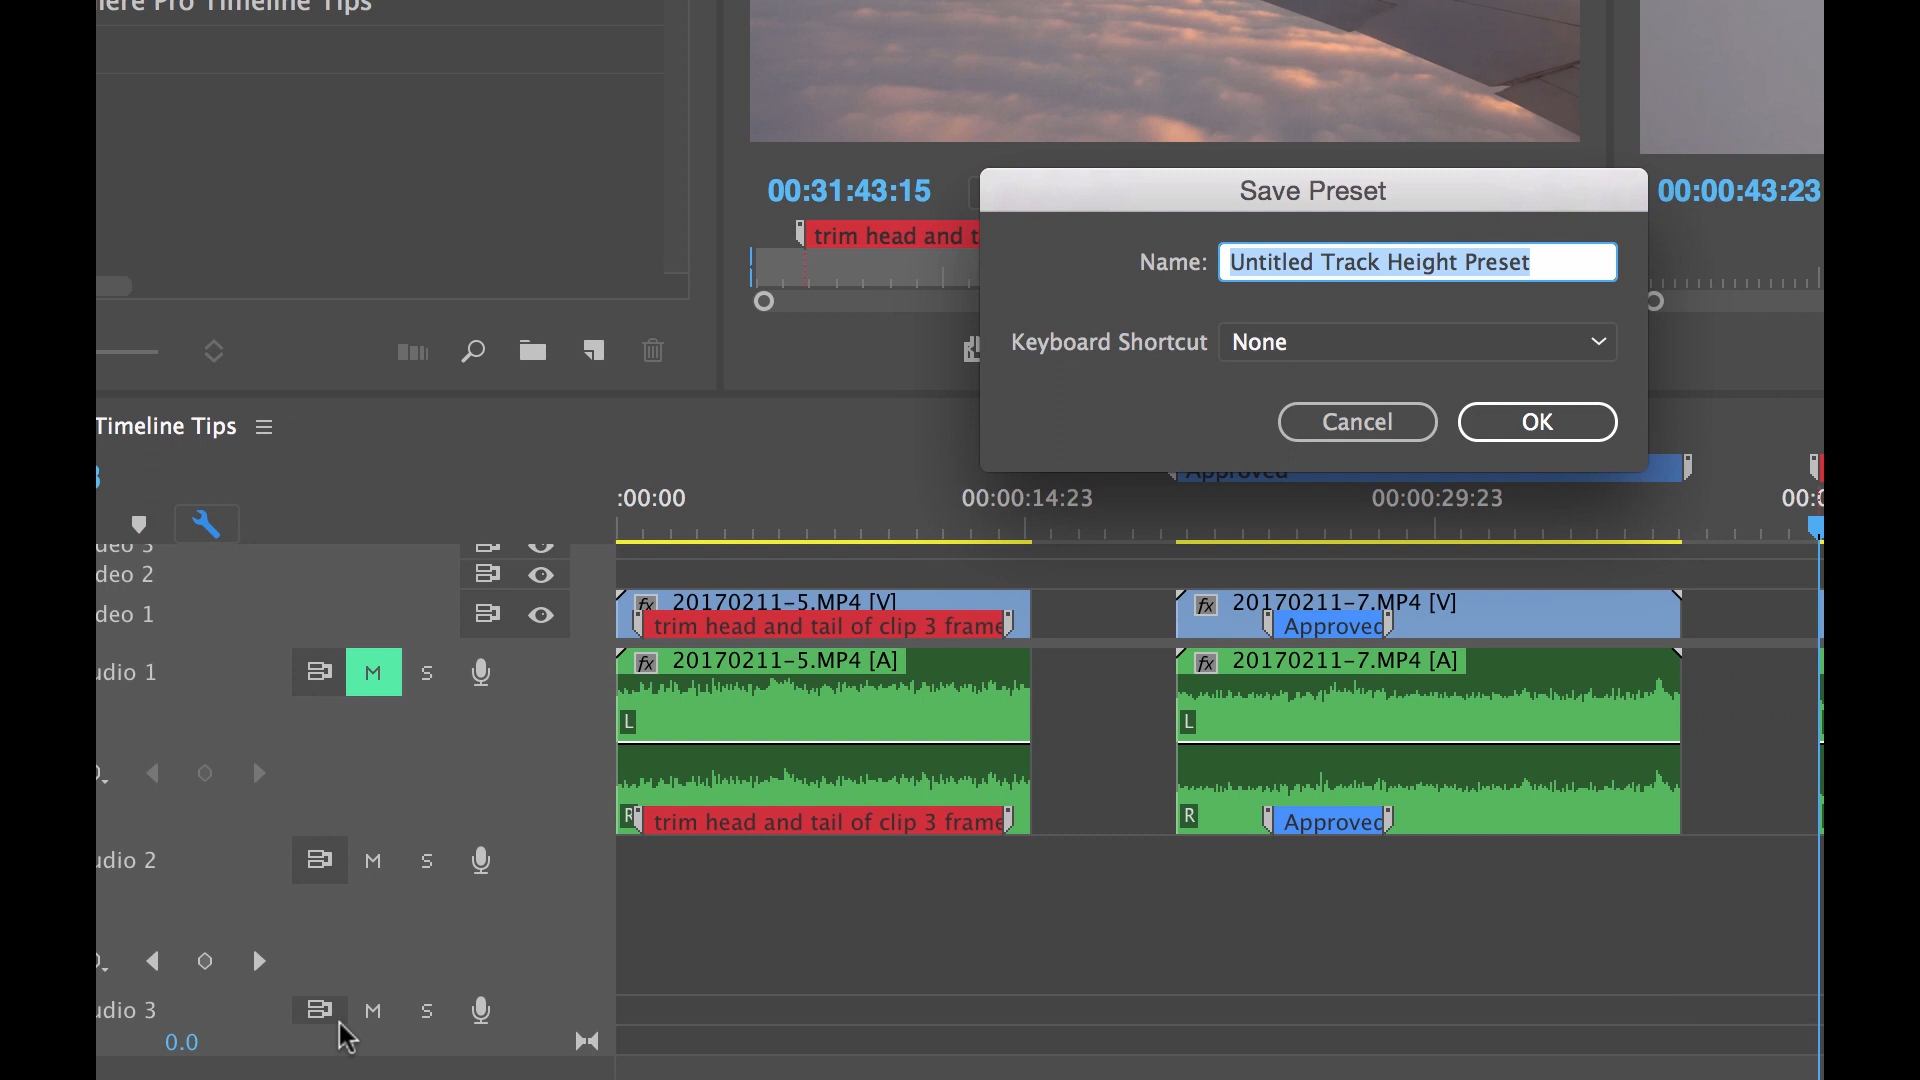 ere Pro Timeline Tips
00:31:43:15
trim head and t
00:00:43:23
Save Preset
Name: Untitled Track Height Preset
Keyboard Shortcut None
Cancel OK
Timeline Tips
Approved
:00:00 00:00:14:23 00:00:29:23 00:0
deo 3
deo 2
deo 1
fx 20170211-5.MP4 [V]
trim head and tail of clip 3 frame
fx 20170211-7.MP4 [V]
Approved
udio 1 M S
fx 20170211-5.MP4 [A]
L
R
trim head and tail of clip 3 frame
fx 20170211-7.MP4 [A]
L
R
Approved
udio 2 M S
udio 3 M S
0.0